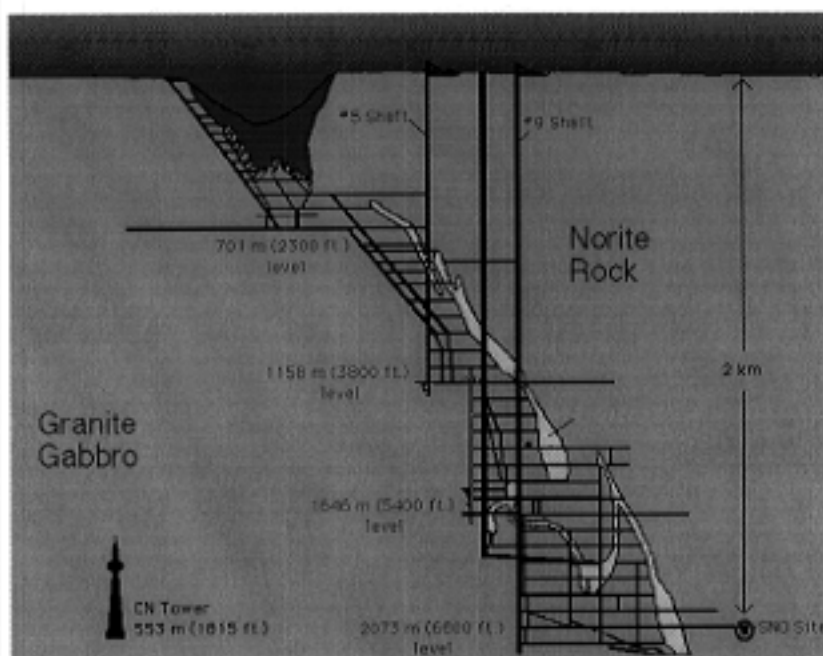 #5 Shaft
#9 Shaft
701 m (2300 ft.)
level
Norite
Rock
1158 m (3800 ft.)
level
2 km
Granite
Gabbro
1646 m (5400 ft.)
level
CN Tower
553 m (1815 ft.)
2073 m (6800 ft.)
level
SNO Site